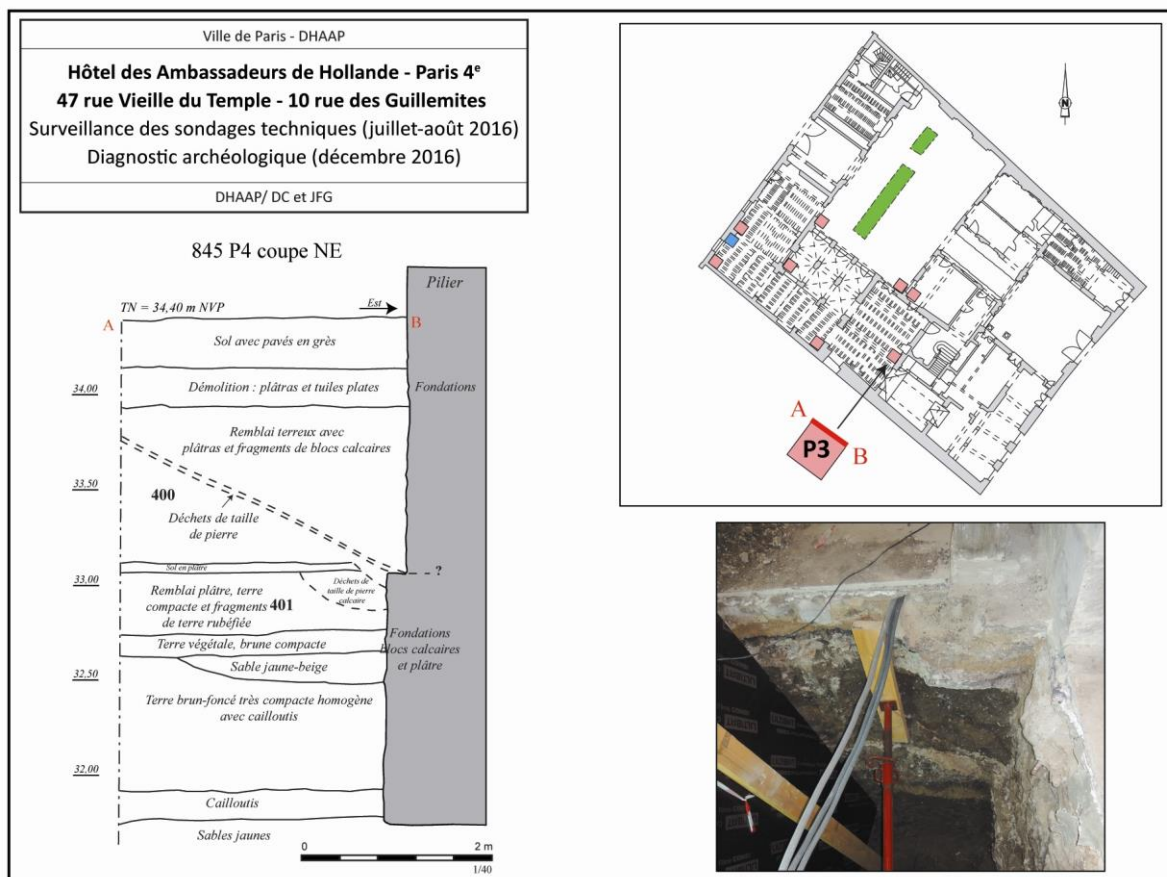 Ville de Paris - DHAAP
Hôtel des Ambassadeurs de Hollande - Paris 4e
47 rue Vieille du Temple - 10 rue des Guillemites
Surveillance des sondages techniques (juillet-août 2016)
Diagnostic archéologique (décembre 2016)
DHAAP/ DC et JFG
845 P4 coupe NE
Pilier
TN = 34,40 m NVP
Est
A
B
Sol avec pavés en grès
34,00
Démolition : plâtras et tuiles plates
Fondations
Remblai terreux avec
plâtras et fragments de blocs calcaires
33,50
400
Déchets de taille
de pierre
Sol en plâtre
33,00
?
Déchets de
taille de pierre
calcaire
Remblai plâtre, terre
compacte et fragments
de terre rubéfiée
401
Fondations
blocs calcaires
et plâtre
Terre végétale, brune compacte
Sable jaune-beige
32,50
Terre brun-foncé très compacte homogène
avec cailloutis
32,00
Cailloutis
Sables jaunes
0
2 m
1/40
N
A
P3
B